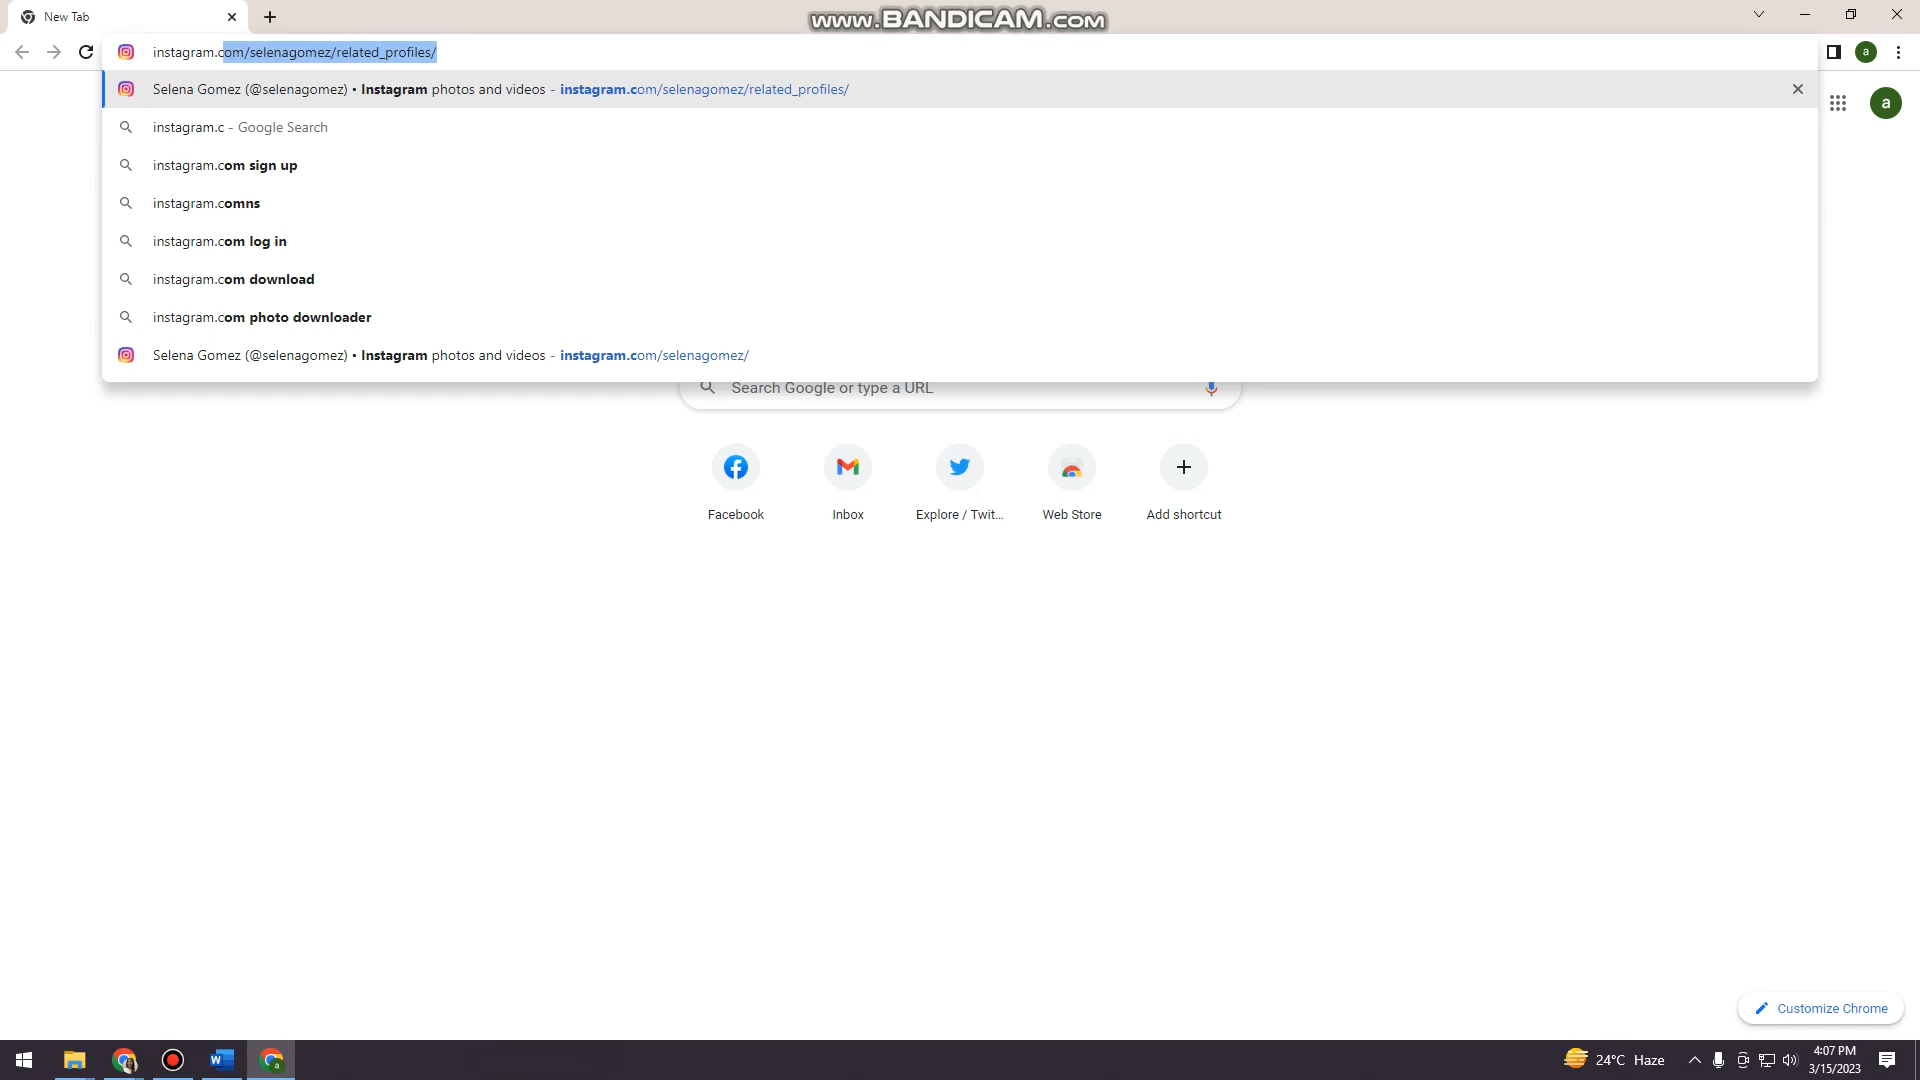 New Tab
www.BANDICAM.com
instagram.com/selenagomez/related_profiles/
a
Selena Gomez (@selenagomez) • Instagram photos and videos - instagram.com/selenagomez/related_profiles/
a
instagram.c - Google Search
instagram.com sign up
instagram.comns
instagram.com log in
instagram.com download
instagram.com photo downloader
Selena Gomez (@selenagomez) • Instagram photos and videos - instagram.com/selenagomez/
Search Google or type a URL
Facebook
Inbox
Explore / Twit...
Web Store
Add shortcut
Customize Chrome
W
a
24°C Haze
4:07 PM
3/15/2023